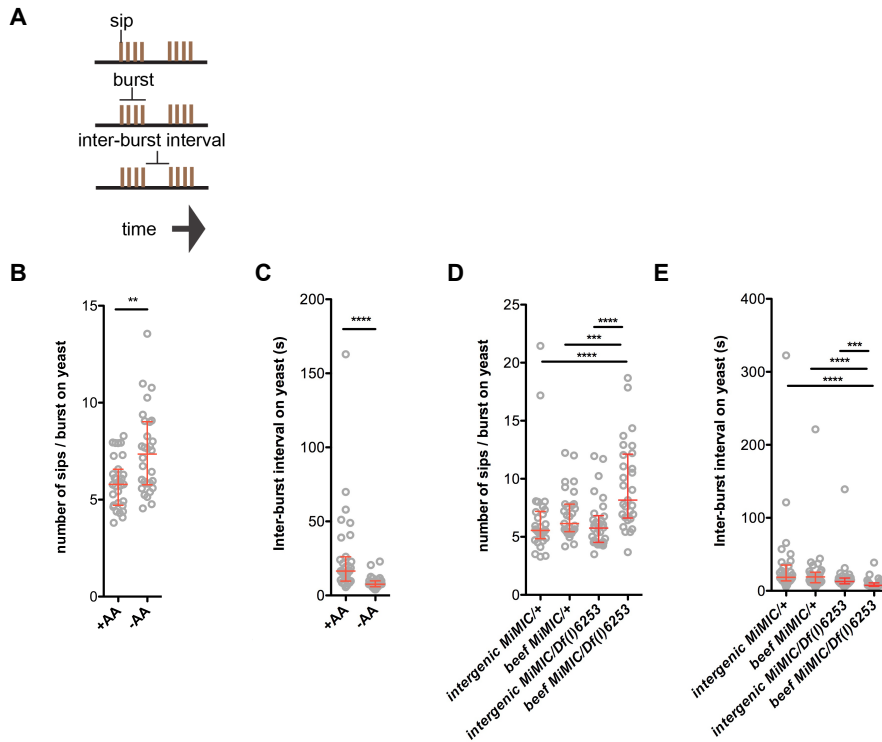 A
sip
burst
inter-burst interval
time
B
**
number of sips / burst on yeast
15
10
5
0
+AA
-AA
C
****
Inter-burst interval on yeast (s)
200
150
100
50
0
+AA
-AA
D
****
***
****
number of sips / burst on yeast
25
20
15
10
5
0
intergenic MiMIC/+
beef MiMIC/+
intergenic MiMIC/Df(l)6253
beef MiMIC/Df(l)6253
E
***
****
****
Inter-burst interval on yeast (s)
400
300
200
100
0
intergenic MiMIC/+
beef MiMIC/+
intergenic MiMIC/Df(l)6253
beef MiMIC/Df(l)6253